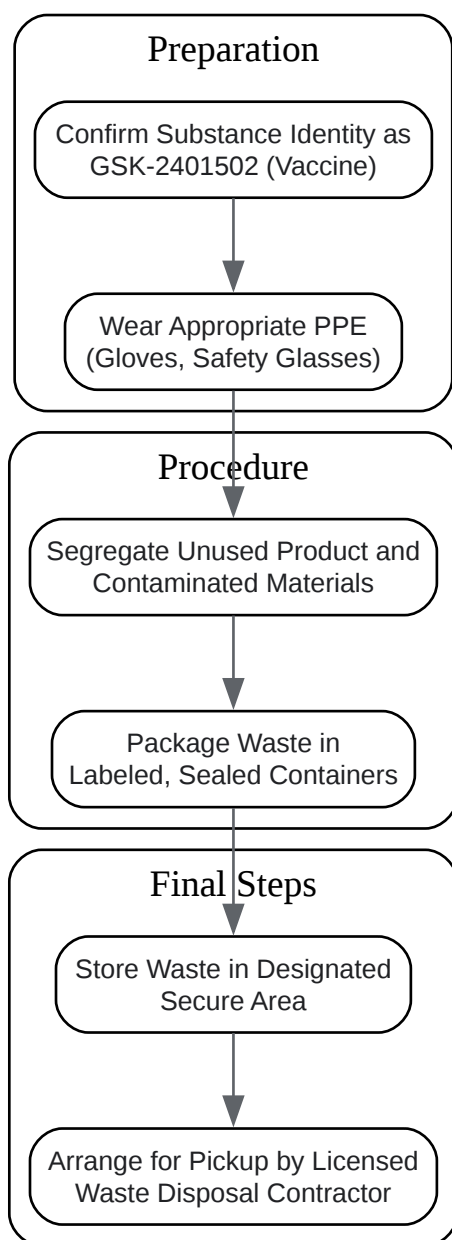 Preparation
Confirm Substance Identity as
GSK-2401502 (Vaccine)
Wear Appropriate PPE
(Gloves, Safety Glasses)
Procedure
Segregate Unused Product and
Contaminated Materials
Package Waste in
Labeled, Sealed Containers
Final Steps
Store Waste in Designated
Secure Area
Arrange for Pickup by Licensed
Waste Disposal Contractor